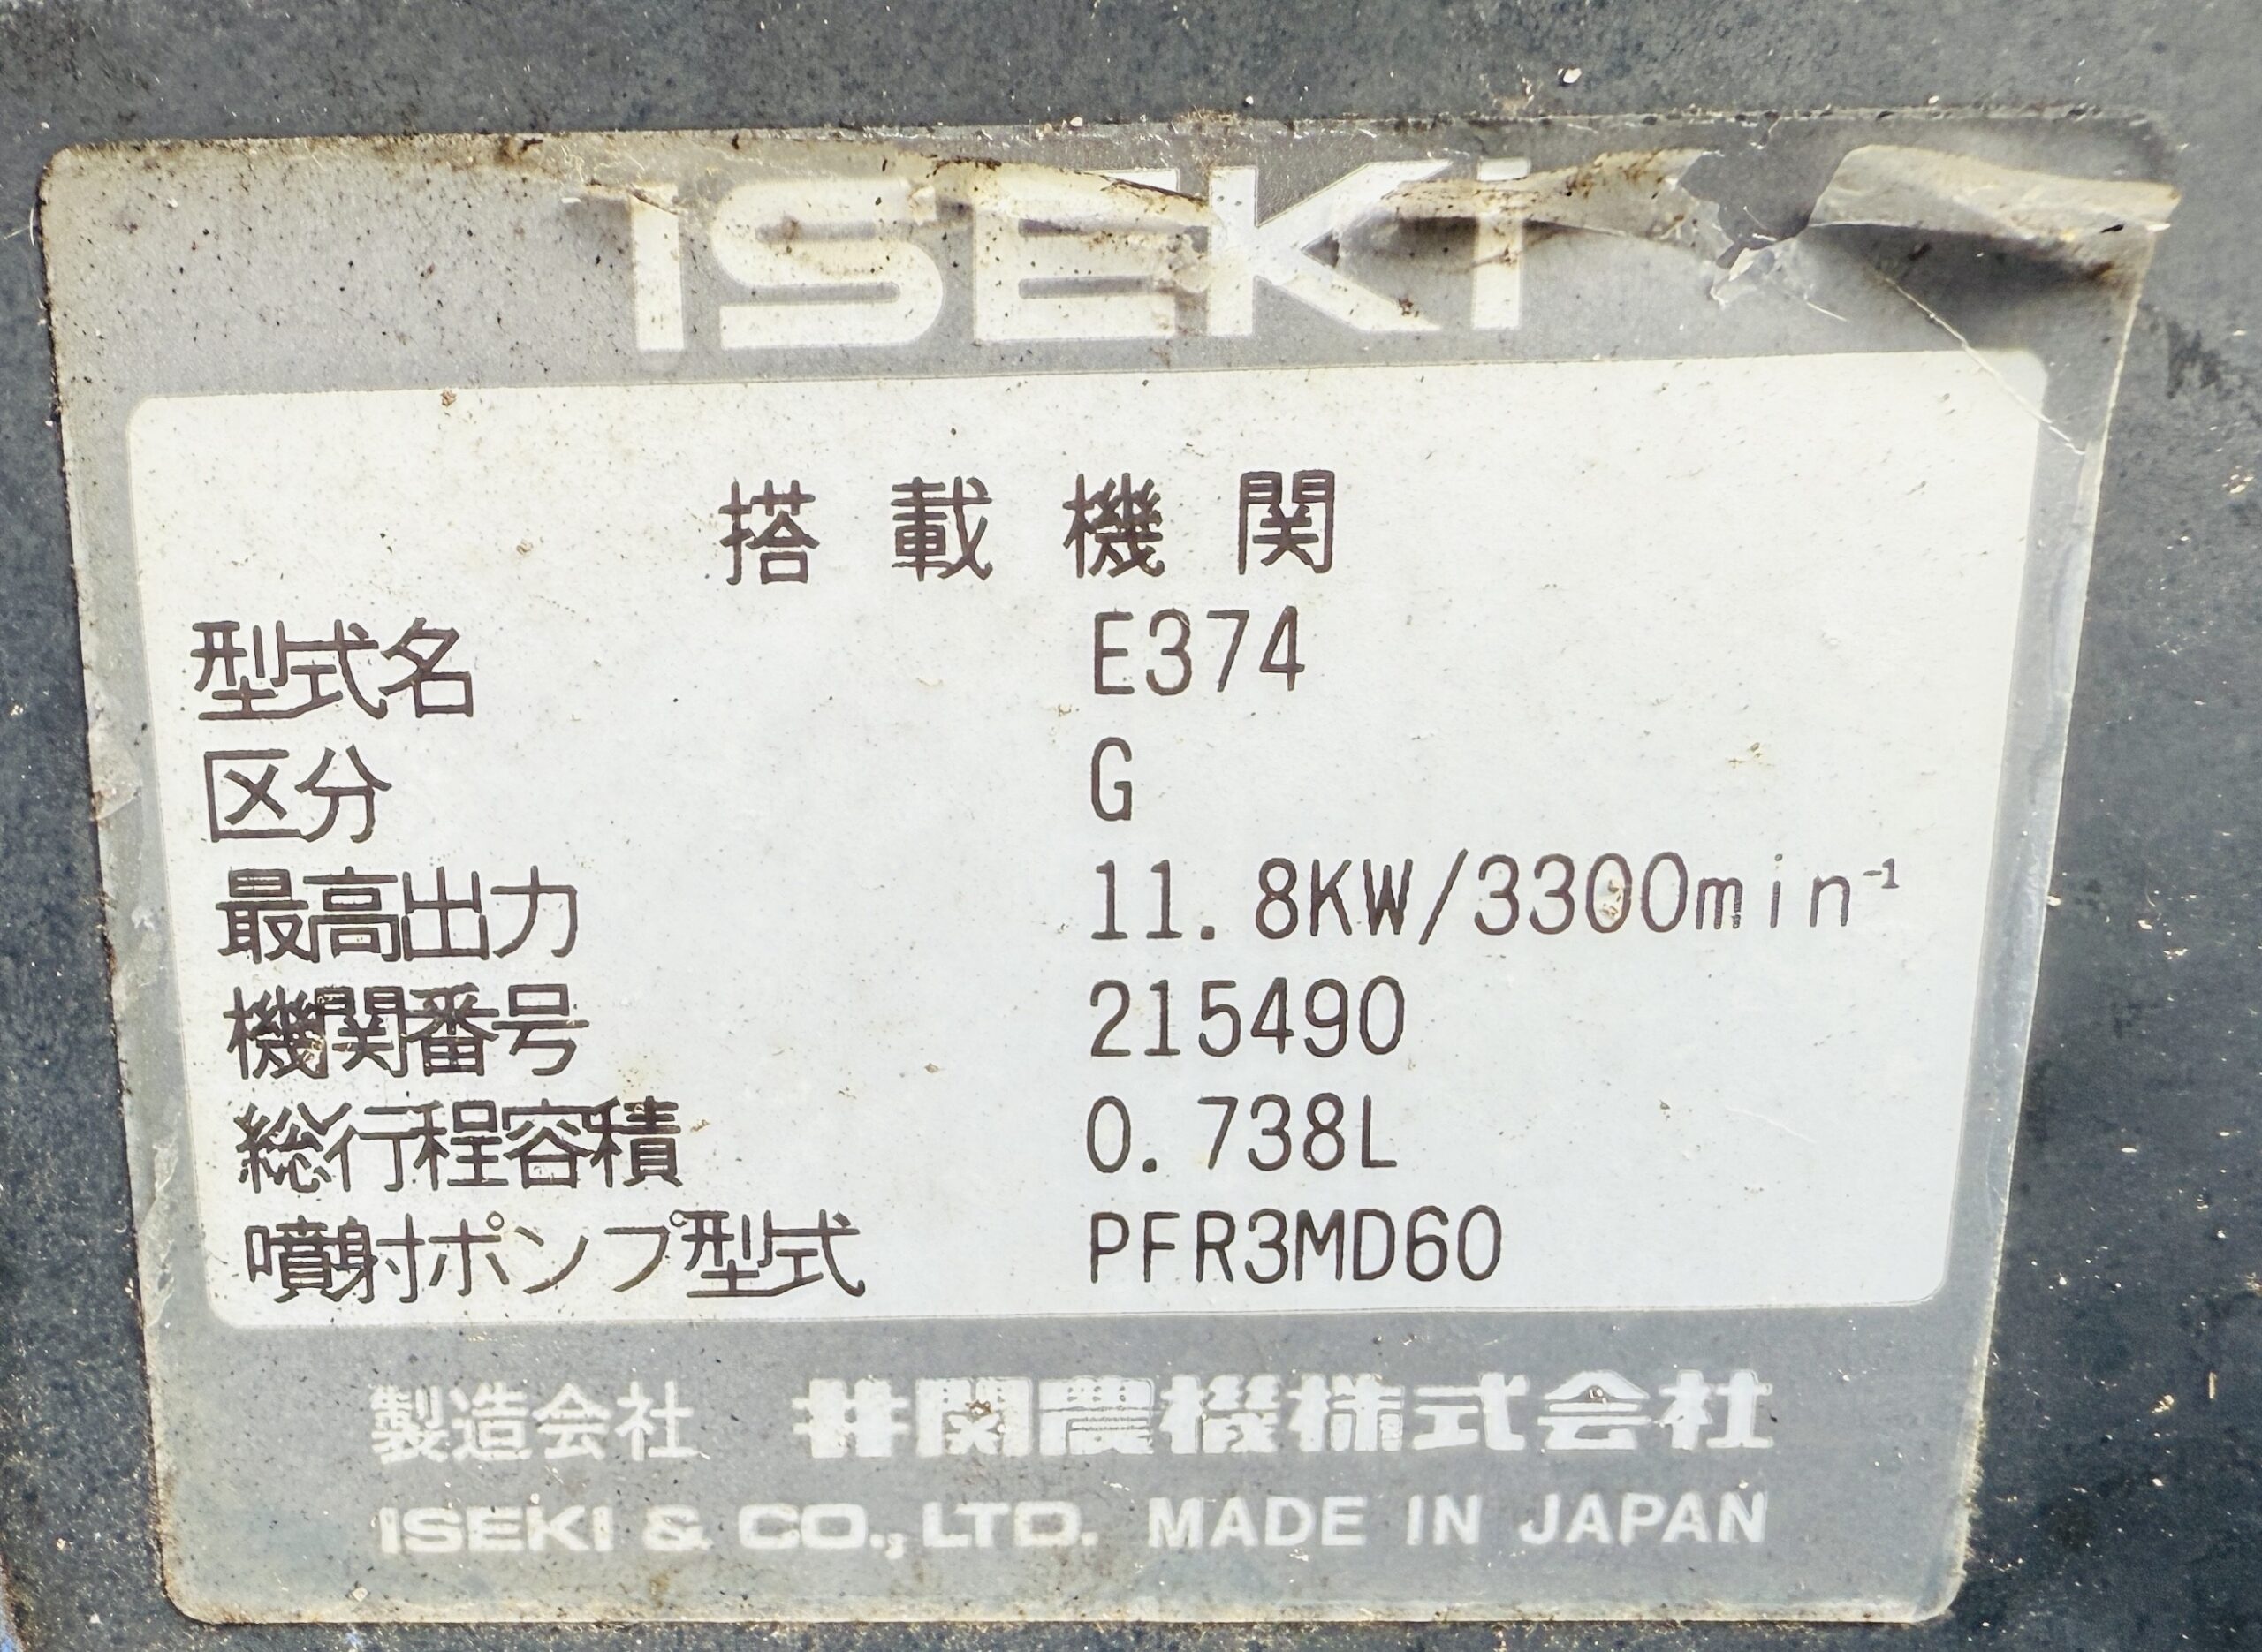 ISEKI
搭載機関
型式名 E374
区分 G
最高出力 11.8KW/3300min⁻¹
機関番号 215490
総行程容積 0.738L
噴射ポンプ型式 PFR3MD60
製造会社 井関農機株式会社
ISEKI & CO., LTD. MADE IN JAPAN